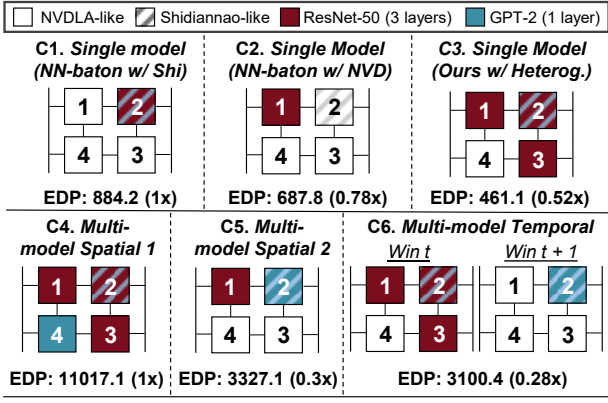 NVDLA-like Shidiannao-like ResNet-50 (3 layers) GPT-2 (1 layer)
C1. Single model
(NN-baton w/ Shi)
1 2
4 3
EDP: 884.2 (1x)
C2. Single Model
(NN-baton w/ NVD)
1 2
4 3
EDP: 687.8 (0.78x)
C3. Single Model
(Ours w/ Heterog.)
1 2
4 3
EDP: 461.1 (0.52x)
C4. Multi-
model Spatial 1
1 2
4 3
EDP: 11017.1 (1x)
C5. Multi-
model Spatial 2
1 2
4 3
EDP: 3327.1 (0.3x)
C6. Multi-model Temporal
Win t
1 2
4 3
Win t + 1
1 2
4 3
EDP: 3100.4 (0.28x)